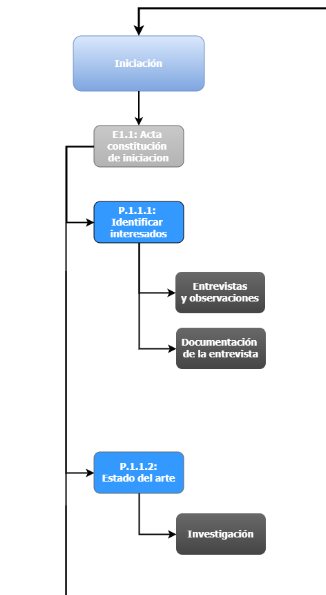 Iniciación
E1.1: Acta
constitución
de iniciacion
P.1.1.1:
Identificar
interesados
Entrevistas
y observaciones
Documentación
de la entrevista
P.1.1.2:
Estado del arte
Investigación